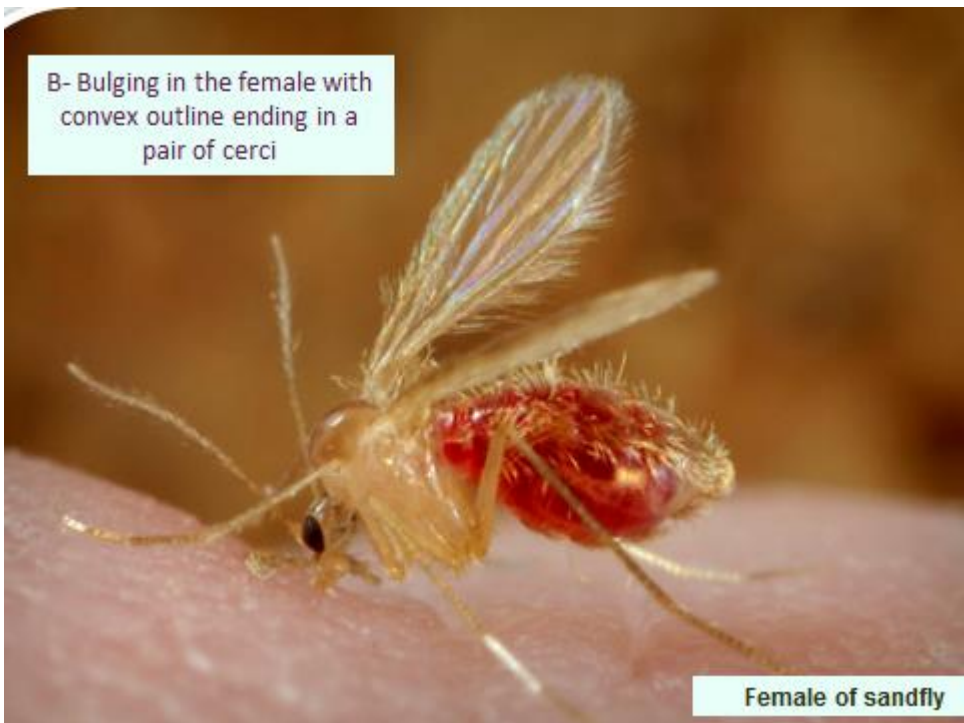 B- Bulging in the female with
convex outline ending in a
pair of cerci
Female of sandfly